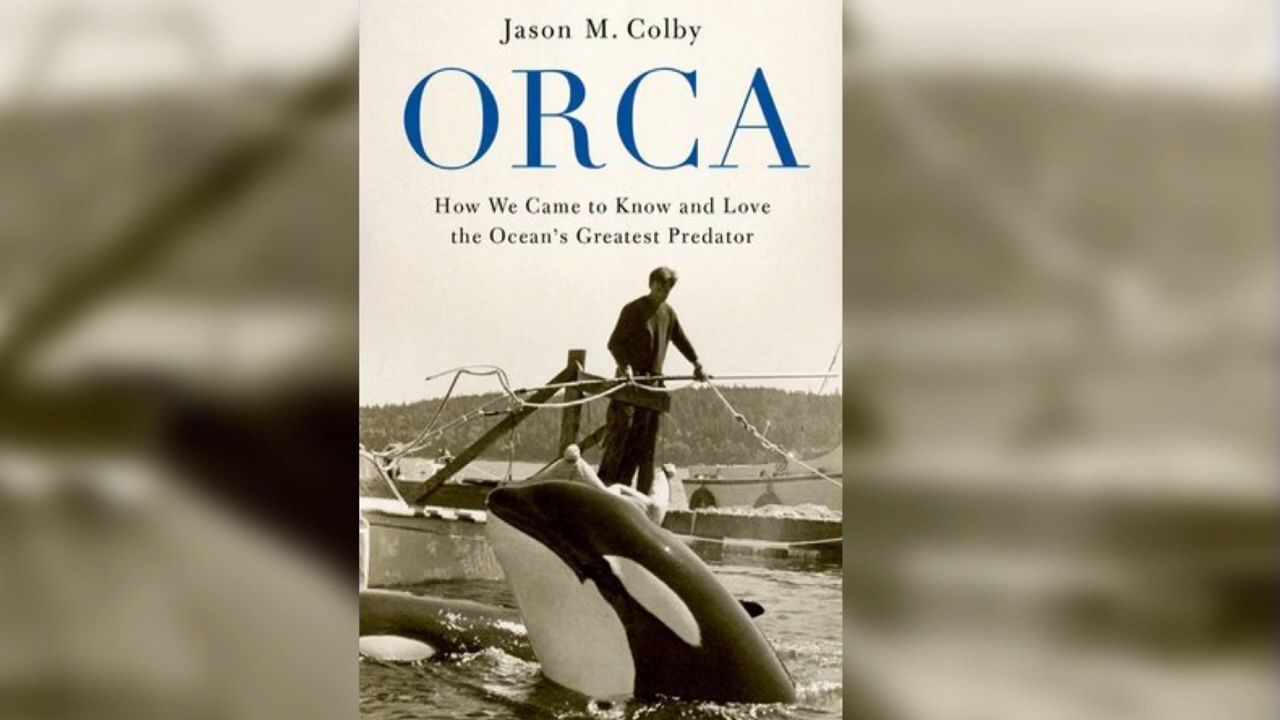 Jason M. Colby
ORCA
How We Came to Know and Love
the Ocean’s Greatest Predator